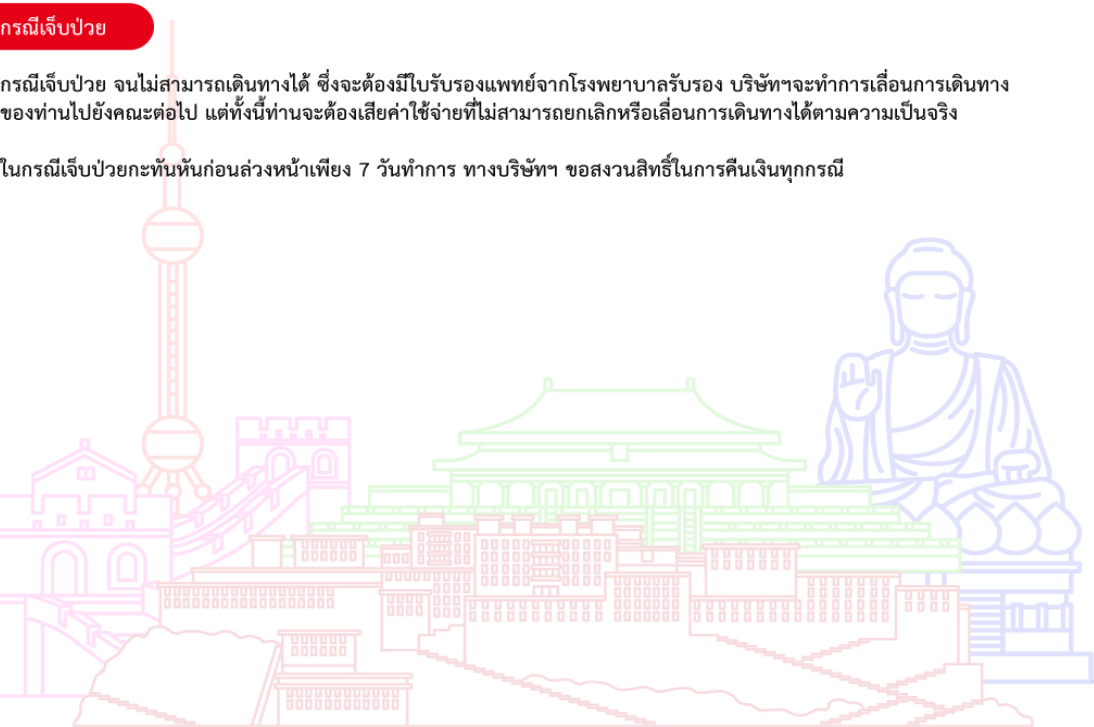 กรณีเจ็บป่วย
กรณีเจ็บป่วย จนไม่สามารถเดินทางได้ ซึ่งจะต้องมีใบรับรองแพทย์จากโรงพยาบาลรับรอง บริษัทฯจะทำการเลื่อนการเดินทาง
ของท่านไปยังคณะต่อไป แต่ทั้งนี้ท่านจะต้องเสียค่าใช้จ่ายที่ไม่สามารถยกเลิกหรือเลื่อนการเดินทางได้ตามความเป็นจริง
ในกรณีเจ็บป่วยกะทันหันก่อนล่วงหน้าเพียง 7 วันทำการ ทางบริษัทฯ ขอสงวนสิทธิ์ในการคืนเงินทุกกรณี